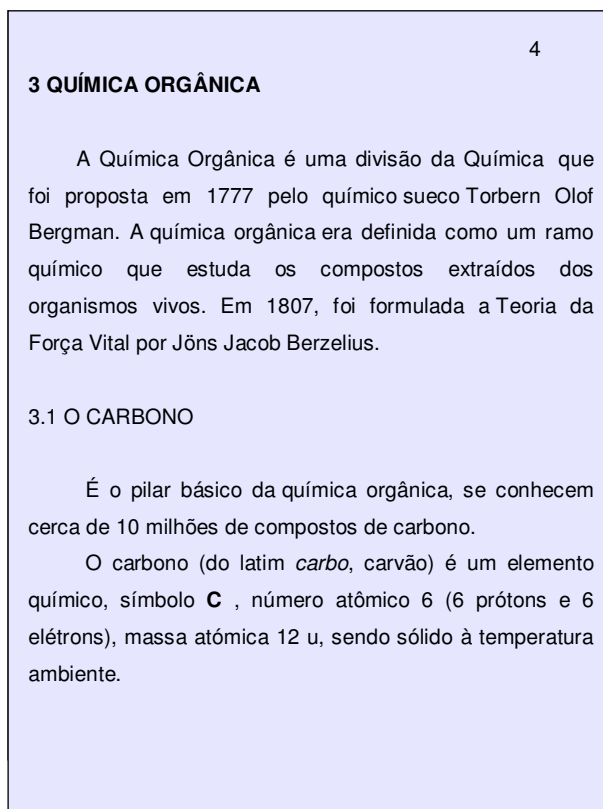 4
3 QUÍMICA ORGÂNICA
A Química Orgânica é uma divisão da Química que
foi proposta em 1777 pelo químico sueco Torbern Olof
Bergman. A química orgânica era definida como um ramo
químico que estuda os compostos extraídos dos
organismos vivos. Em 1807, foi formulada a Teoria da
Força Vital por Jöns Jacob Berzelius.
3.1 O CARBONO
É o pilar básico da química orgânica, se conhecem
cerca de 10 milhões de compostos de carbono.
O carbono (do latim carbo, carvão) é um elemento
químico, símbolo C , número atômico 6 (6 prótons e 6
elétrons), massa atómica 12 u, sendo sólido à temperatura
ambiente.